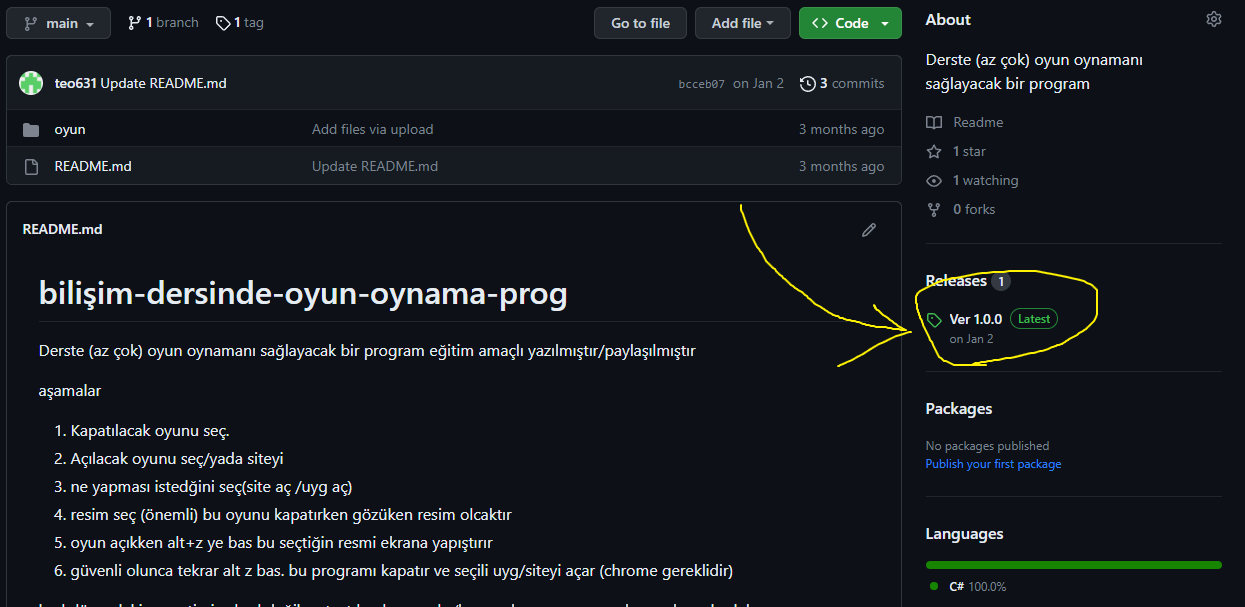 main
1 branch
1 tag
Go to file
Add file
Code
teo631 Update README.md
bcceb07 on Jan 2
3 commits
oyun
Add files via upload
3 months ago
README.md
Update README.md
3 months ago
README.md
bilişim-dersinde-oyun-oynama-prog
Derste (az çok) oyun oynamanı sağlayacak bir program eğitim amaçlı yazılmıştır/paylaşılmıştır
aşamalar
1. Kapatılacak oyunu seç.
2. Açılacak oyunu seç/yada siteyi
3. ne yapması istedğini seç(site aç /uyg aç)
4. resim seç (önemli) bu oyunu kapatırken gözüken resim olcaktır
5. oyun açıkken alt+z ye bas bu seçtiğin resmi ekrana yapıştırır
6. güvenli olunca tekrar alt z bas. bu programı kapatır ve seçili uyg/siteyi açar (chrome gereklidir)
About
Derste (az çok) oyun oynamanı
sağlayacak bir program
Readme
1 star
1 watching
0 forks
Releases 1
Ver 1.0.0 Latest
on Jan 2
Packages
No packages published
Publish your first package
Languages
C# 100.0%